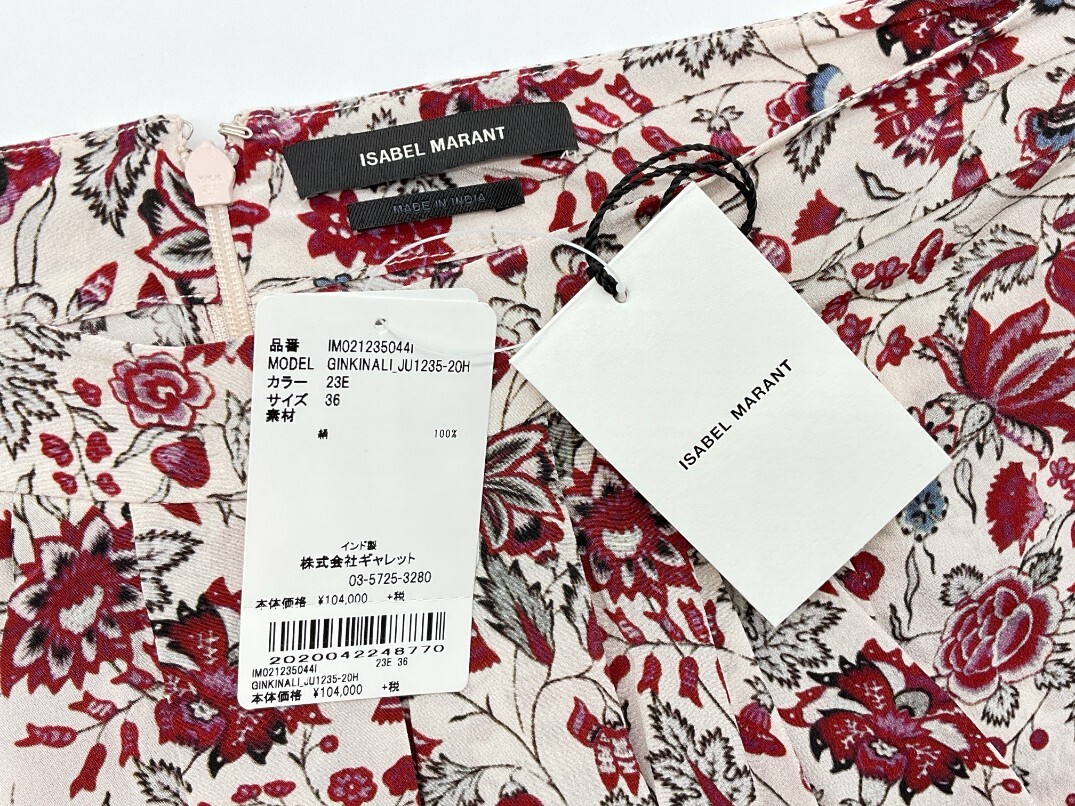 ISABEL MARANT
MADE IN INDIA
品番 IM021235044I
MODEL GINKINALI_JU1235-20H
カラー 23E
サイズ 36
素材
絹 100%
インド製
株式会社ギャレット
03-5725-3280
本体価格 ¥104,000 +税
2020042248770
IM021235044I 23E 36
GINKINALI_JU1235-20H
本体価格 ¥104,000 +税
ISABEL MARANT